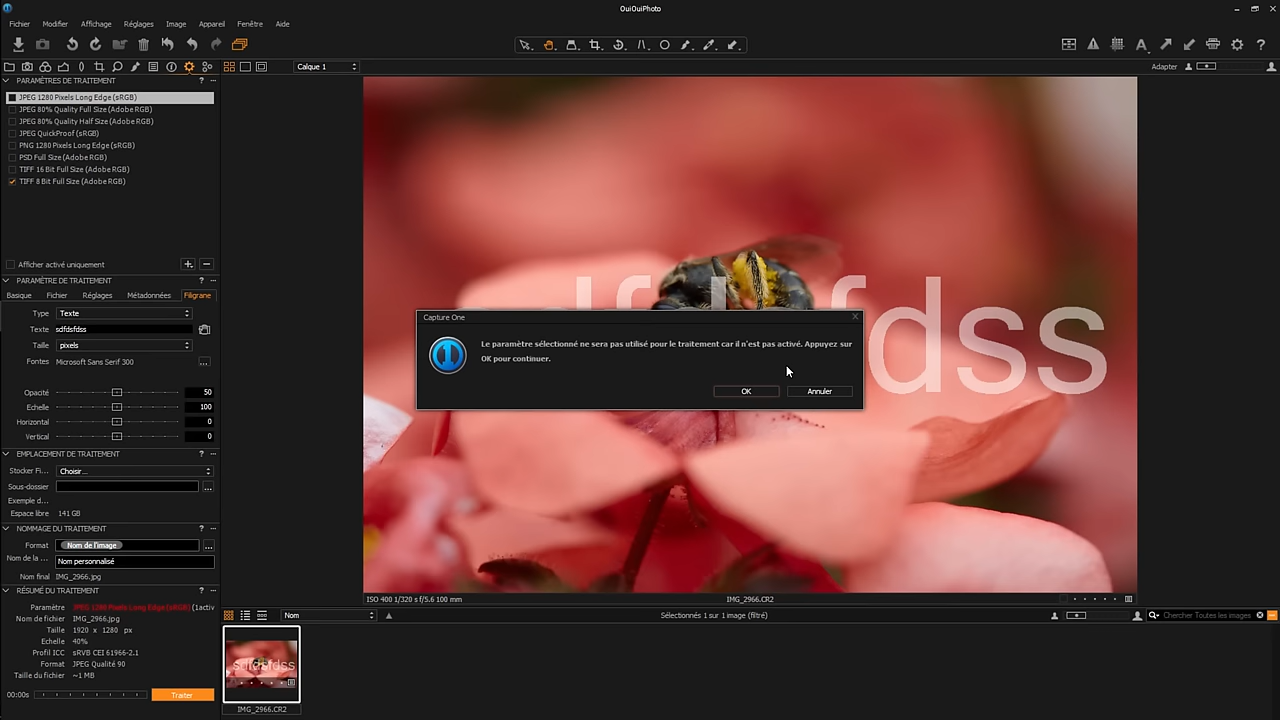 OuiOuiPhoto
Fichier Modifier Affichage Réglages Image Appareil Fenêtre Aide
Calque 1
Adapter
PARAMÈTRES DE TRAITEMENT
JPEG 1280 Pixels Long Edge (sRGB)
JPEG 80% Quality Full Size (Adobe RGB)
JPEG 80% Quality Half Size (Adobe RGB)
JPEG QuickProof (sRGB)
PNG 1280 Pixels Long Edge (sRGB)
PSD Full Size (Adobe RGB)
TIFF 16 Bit Full Size (Adobe RGB)
TIFF 8 Bit Full Size (Adobe RGB)
Afficher activé uniquement
PARAMÈTRE DE TRAITEMENT
Basique Fichier Réglages Métadonnées Filigrane
Type Texte
Texte sdfdsfdss
Taille pixels
Fontes Microsoft Sans Serif 300
Opacité 50
Echelle 100
Horizontal 0
Vertical 0
EMPLACEMENT DE TRAITEMENT
Stocker Fi... Choisir...
Sous-dossier
Exemple d...
Espace libre 141 GB
NOMMAGE DU TRAITEMENT
Format Nom de l'image
Nom de la ... Nom personnalisé
Nom final IMG_2966.jpg
RÉSUMÉ DU TRAITEMENT
Paramètre JPEG 1280 Pixels Long Edge (sRGB) (1activ
Nom de fichier IMG_2966.jpg
Taille 1920 x 1280 px
Echelle 40%
Profil ICC sRVB CEI 61966-2.1
Format JPEG Qualité 90
Taille du fichier ~1 MB
00:00s Traiter
Capture One
Le paramètre sélectionné ne sera pas utilisé pour le traitement car il n'est pas activé. Appuyez sur
OK pour continuer.
OK Annuler
ISO 400 1/320 s f/5.6 100 mm IMG_2966.CR2
Nom Sélectionnés 1 sur 1 image (filtré) Chercher Toutes les images
sdfdsfdss
IMG_2966.CR2